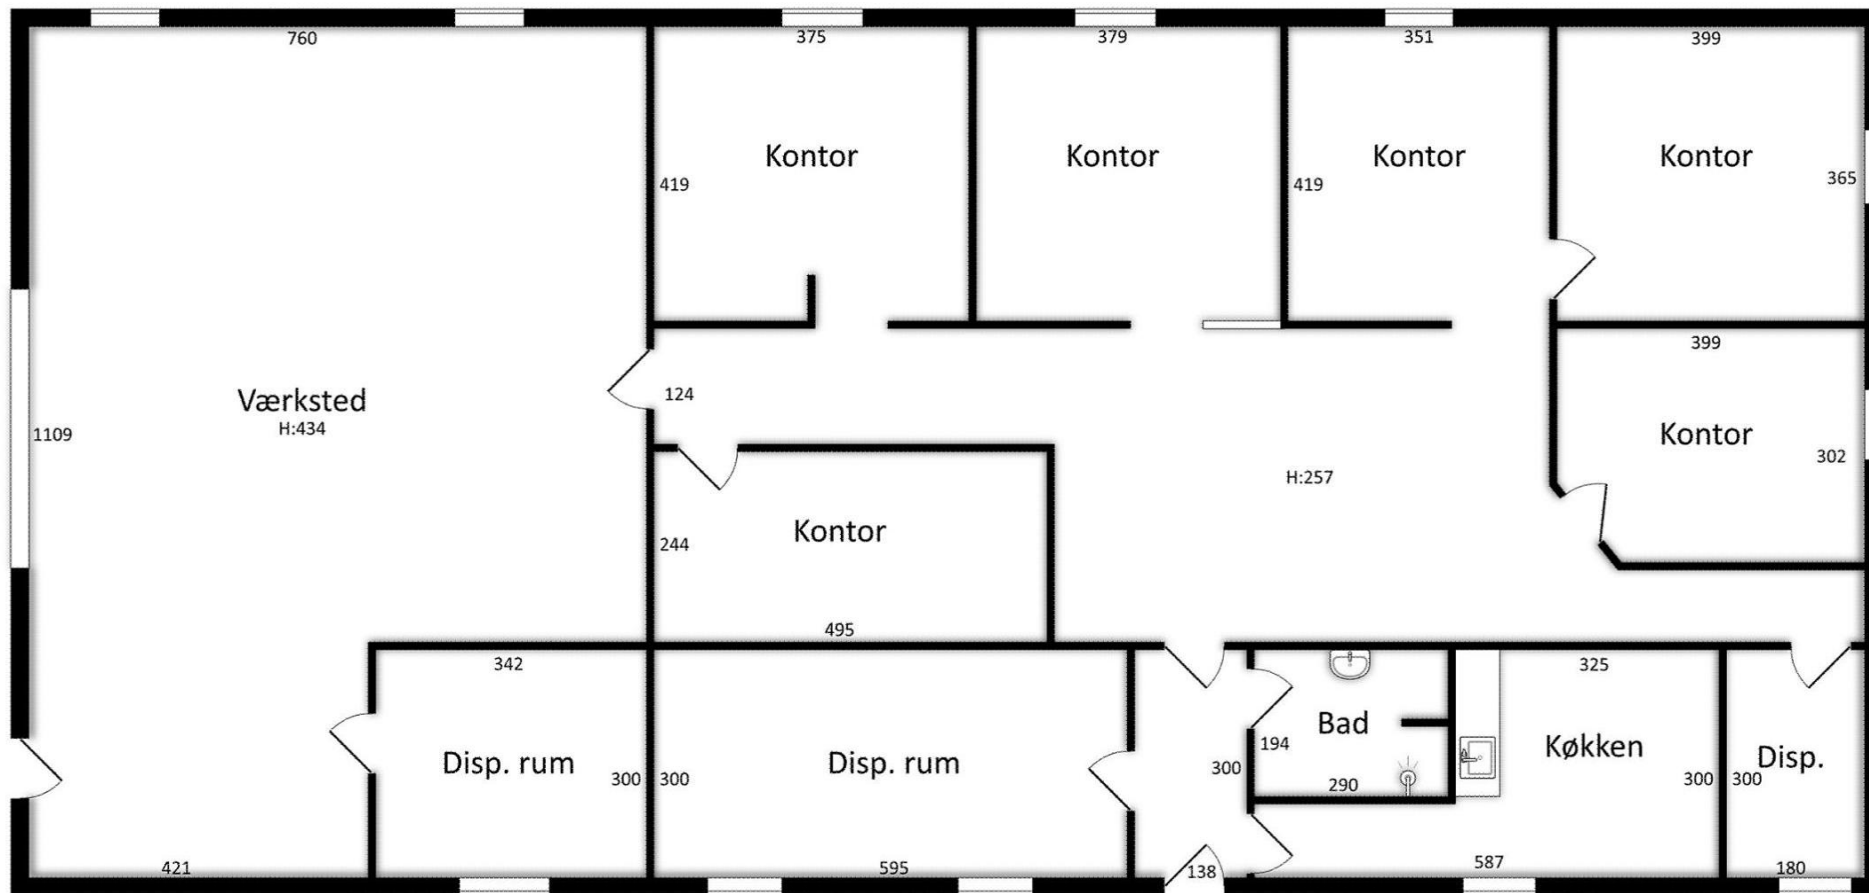 760
375
379
351
399
Kontor
Kontor
Kontor
Kontor
419
419
365
399
124
Værksted
H:434
1109
Kontor
302
H:257
Kontor
244
495
342
325
Bad
194
Køkken
Disp. rum
300
300
Disp. rum
300
290
300
300
Disp.
421
595
138
587
180